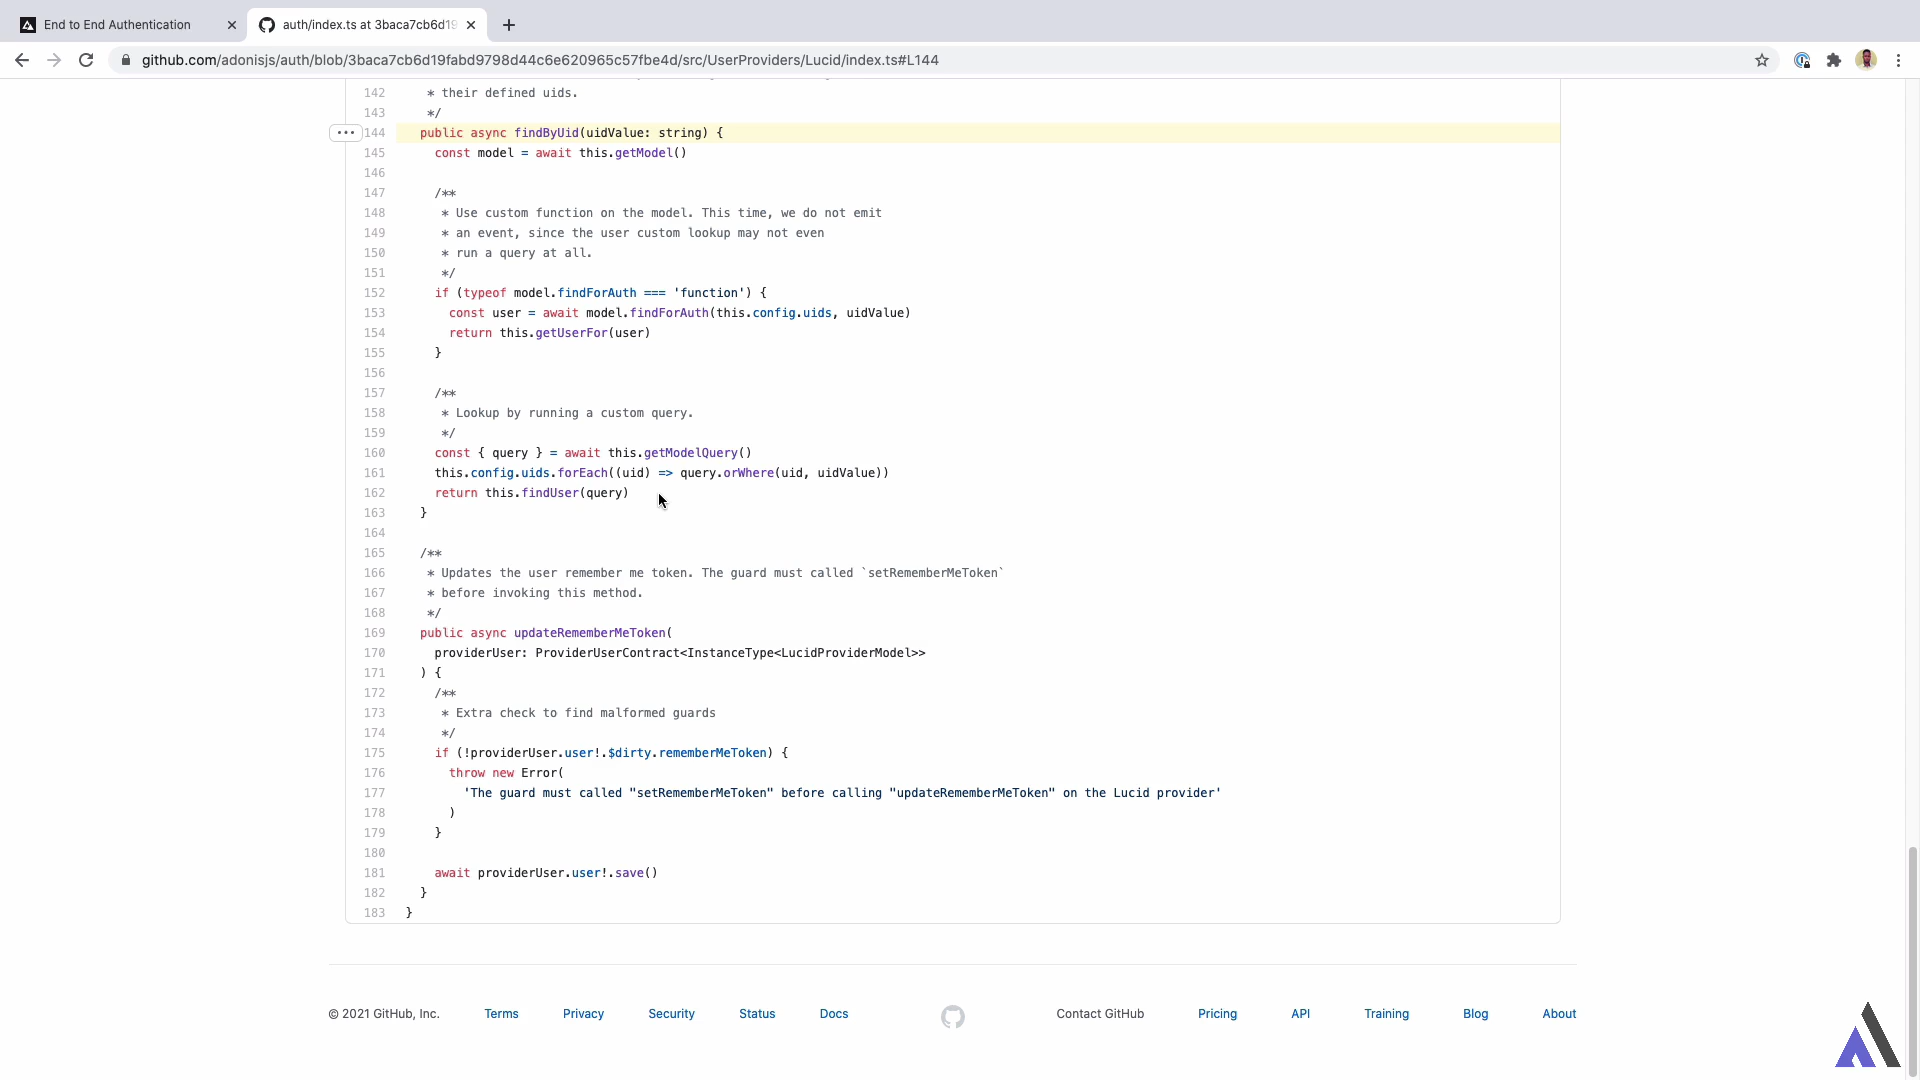 End to End Authentication
auth/index.ts at 3baca7cb6d19
github.com/adonisjs/auth/blob/3baca7cb6d19fabd9798d44c6e620965c57fbe4d/src/UserProviders/Lucid/index.ts#L144
142 * their defined uids.
143 */
144 public async findByUid(uidValue: string) {
145 const model = await this.getModel()
146
147 /**
148 * Use custom function on the model. This time, we do not emit
149 * an event, since the user custom lookup may not even
150 * run a query at all.
151 */
152 if (typeof model.findForAuth === 'function') {
153 const user = await model.findForAuth(this.config.uids, uidValue)
154 return this.getUserFor(user)
155 }
156
157 /**
158 * Lookup by running a custom query.
159 */
160 const { query } = await this.getModelQuery()
161 this.config.uids.forEach((uid) => query.orWhere(uid, uidValue))
162 return this.findUser(query)
163 }
164
165 /**
166 * Updates the user remember me token. The guard must called `setRememberMeToken`
167 * before invoking this method.
168 */
169 public async updateRememberMeToken(
170 providerUser: ProviderUserContract<InstanceType<LucidProviderModel>>
171 ) {
172 /**
173 * Extra check to find malformed guards
174 */
175 if (!providerUser.user!.$dirty.rememberMeToken) {
176 throw new Error(
177 'The guard must called "setRememberMeToken" before calling "updateRememberMeToken" on the Lucid provider'
178 )
179 }
180
181 await providerUser.user!.save()
182 }
183 }
© 2021 GitHub, Inc. Terms Privacy Security Status Docs Contact GitHub Pricing API Training Blog About